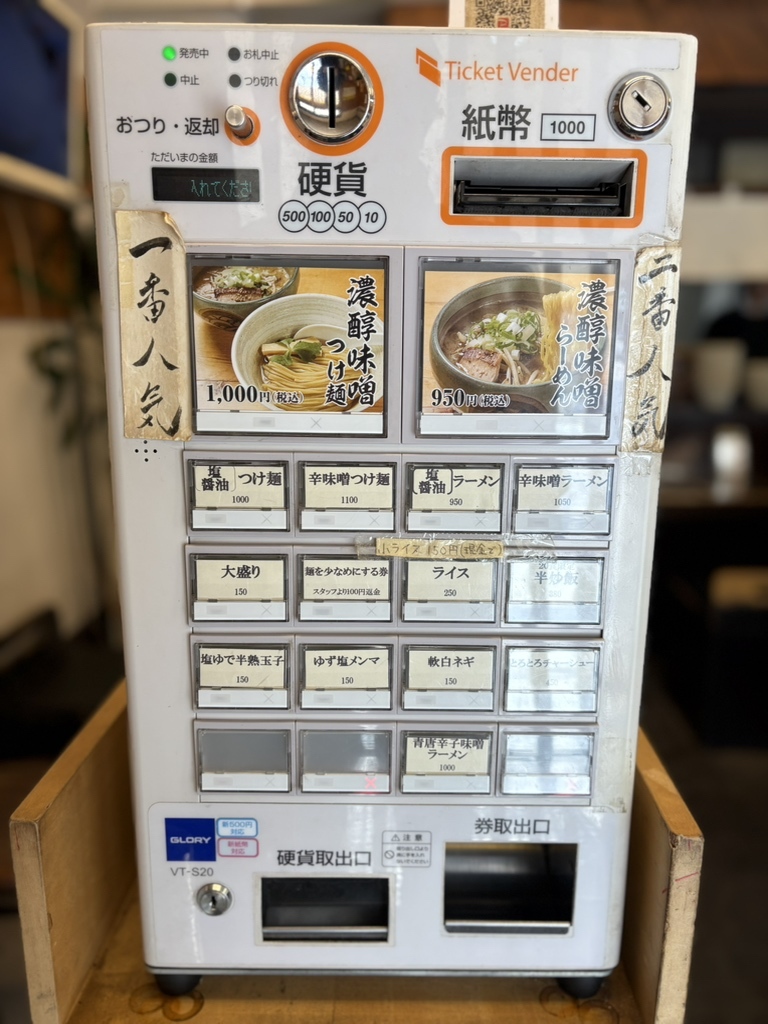 発売中
お札中止
中止
つり切れ
Ticket Vender
おつり・返却
紙幣 1000
ただいまの金額
入れてくださ
硬貨
500 100 50 10
一番人気
濃醇味噌
つけ麺
1,000円(税込)
濃醇味噌
らーめん
950円(税込)
二番人気
塩
醤油 つけ麺
1000
辛味噌つけ麺
1100
塩
醤油 ラーメン
950
辛味噌ラーメン
1050
小ライス 150円(現金で)
大盛り
150
麺を少なめにする券
スタッフより100円返金
ライス
250
半炒飯
塩ゆで半熟玉子
150
ゆず塩メンマ
150
軟白ネギ
150
とろとろチャーシュー
青唐辛子味噌
ラーメン
1000
GLORY
新500円
対応
新紙幣
対応
VT-S20
硬貨取出口
注意
券取出口